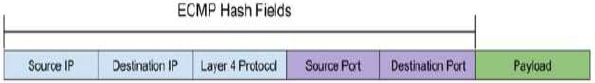 ECMP Hash Fields
Source IP Destination IP Layer 4 Protocol Source Port Destination Port Payload